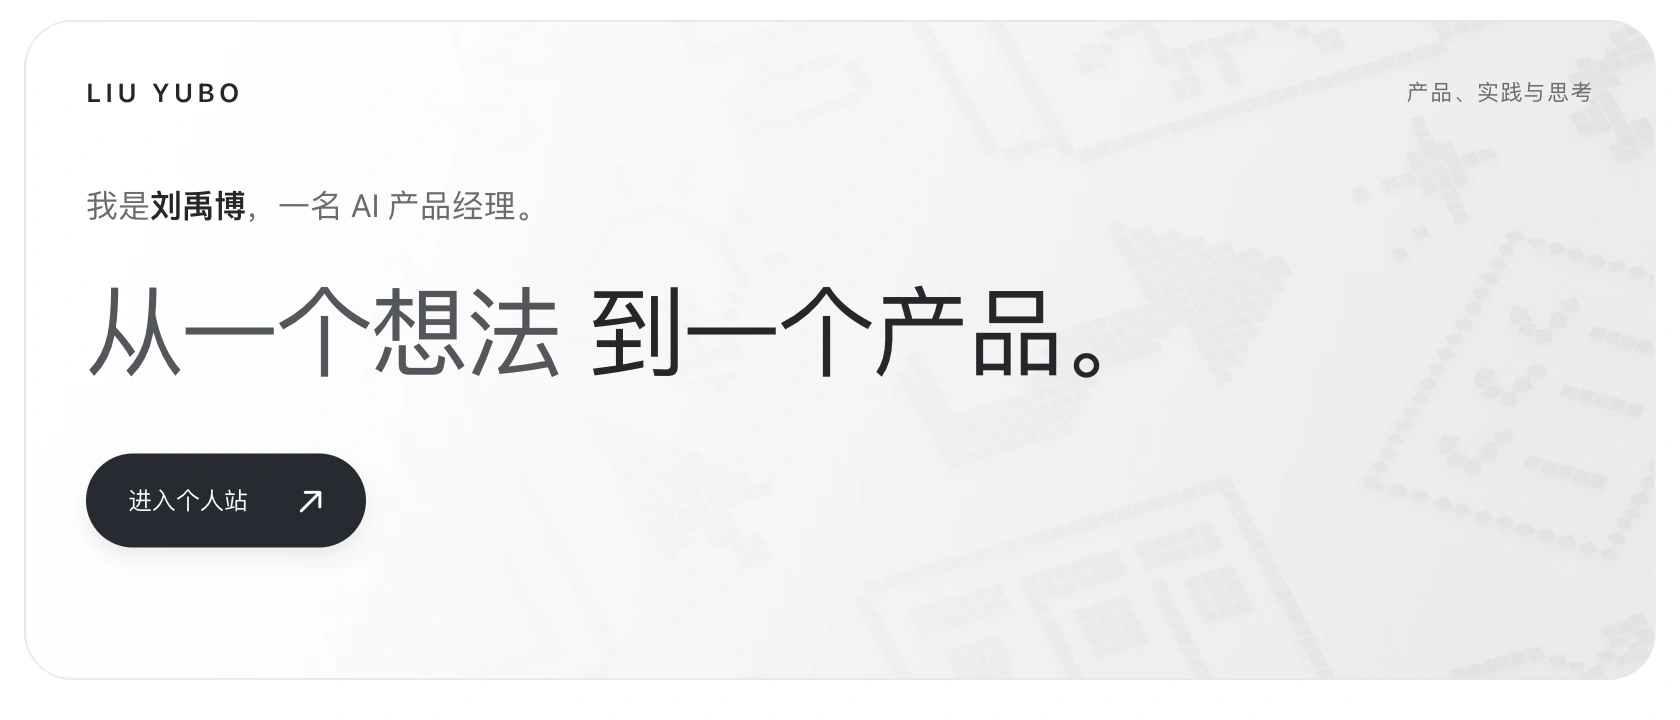 LIU YUBO
产品、实践与思考
我是刘禹博，一名 AI 产品经理。
从一个想法 到一个产品。
进入个人站